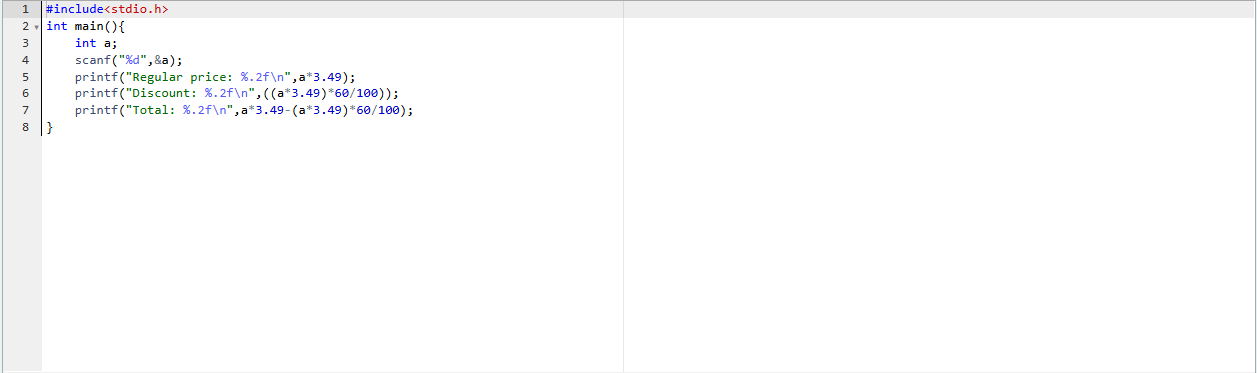 1 #include<stdio.h>
2 int main(){
3     int a;
4     scanf("%d",&a);
5     printf("Regular price: %.2f\n",a*3.49);
6     printf("Discount: %.2f\n",((a*3.49)*60/100));
7     printf("Total: %.2f\n",a*3.49-(a*3.49)*60/100);
8 }